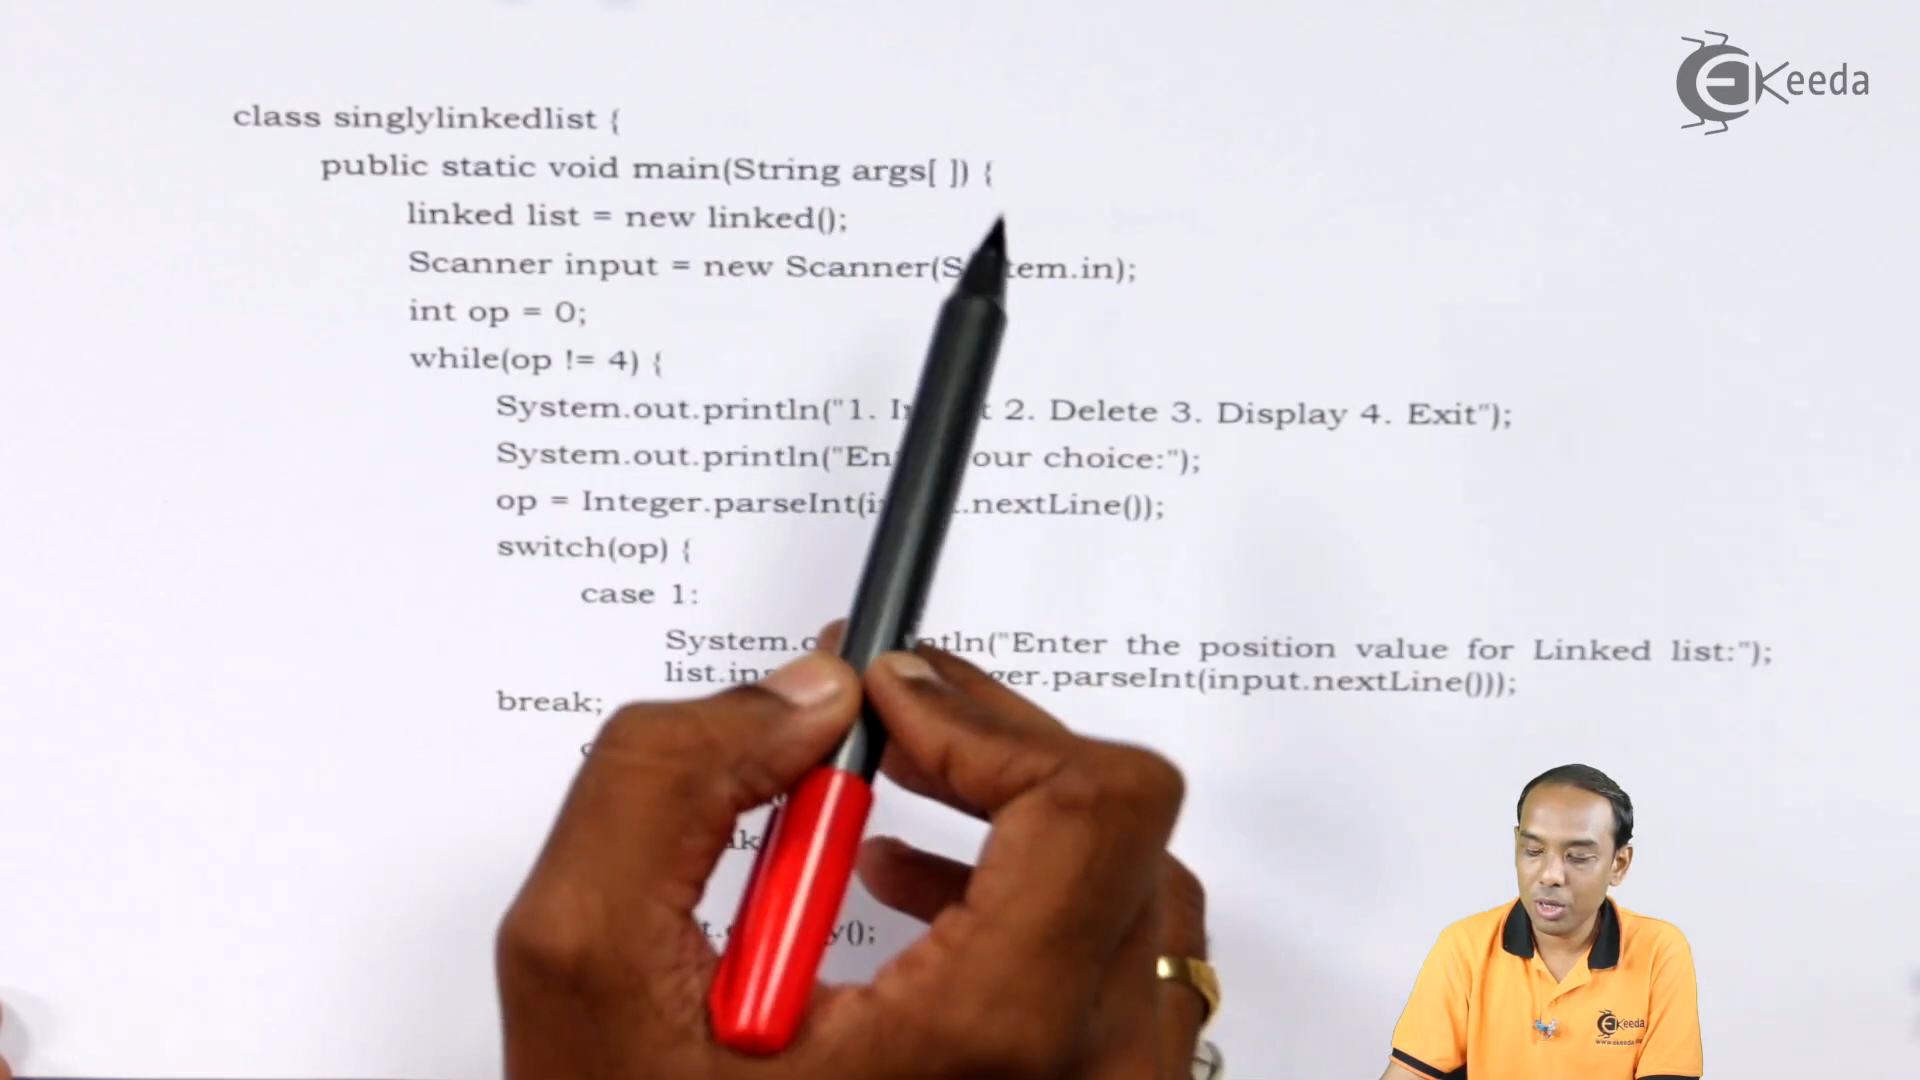 class singlylinkedlist {
public static void main(String args[ ]) {
linked list = new linked();
Scanner input = new Scanner(S tem.in);
int op = 0;
while(op != 4) {
System.out.println("1. In t 2. Delete 3. Display 4. Exit");
System.out.println("En our choice:");
op = Integer.parseInt(i .nextLine());
switch(op) {
case 1:
System.o ntln("Enter the position value for Linked list:");
list.ins ger.parseInt(input.nextLine()));
break;
y();
Keeda
EKeeda